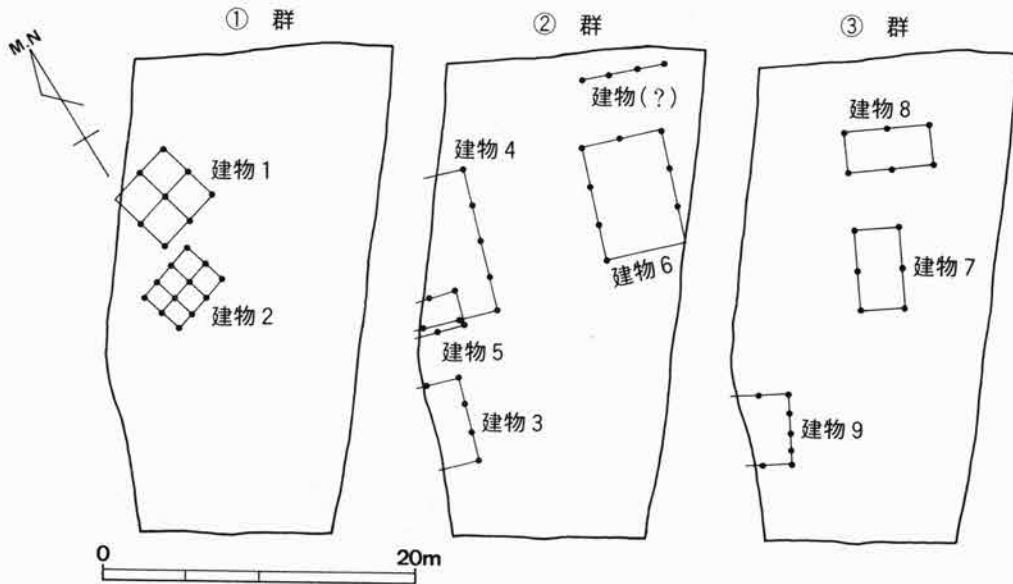 ① 群
② 群
③ 群
M.N
建物1
建物2
建物(?)
建物4
建物6
建物5
建物3
建物8
建物7
建物9
0
20m